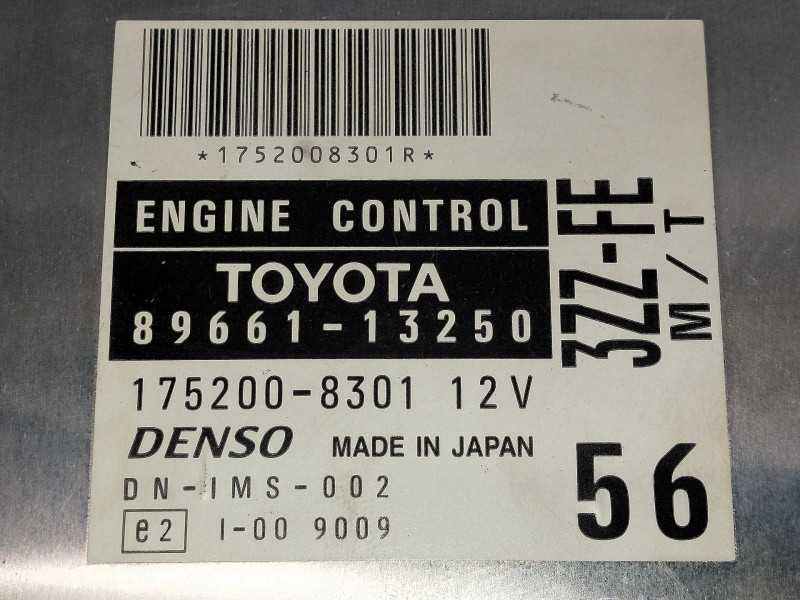 *1752008301R*
ENGINE CONTROL
TOYOTA
89661-13250
3ZZ-FE
M/T
175200-8301 12V
DENSO MADE IN JAPAN
DN-IMS-002
e2 I-00 9009
56